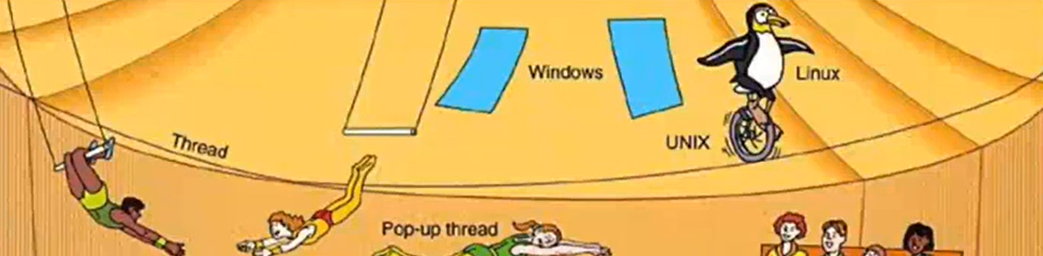 Windows
Linux
UNIX
Thread
Pop-up thread